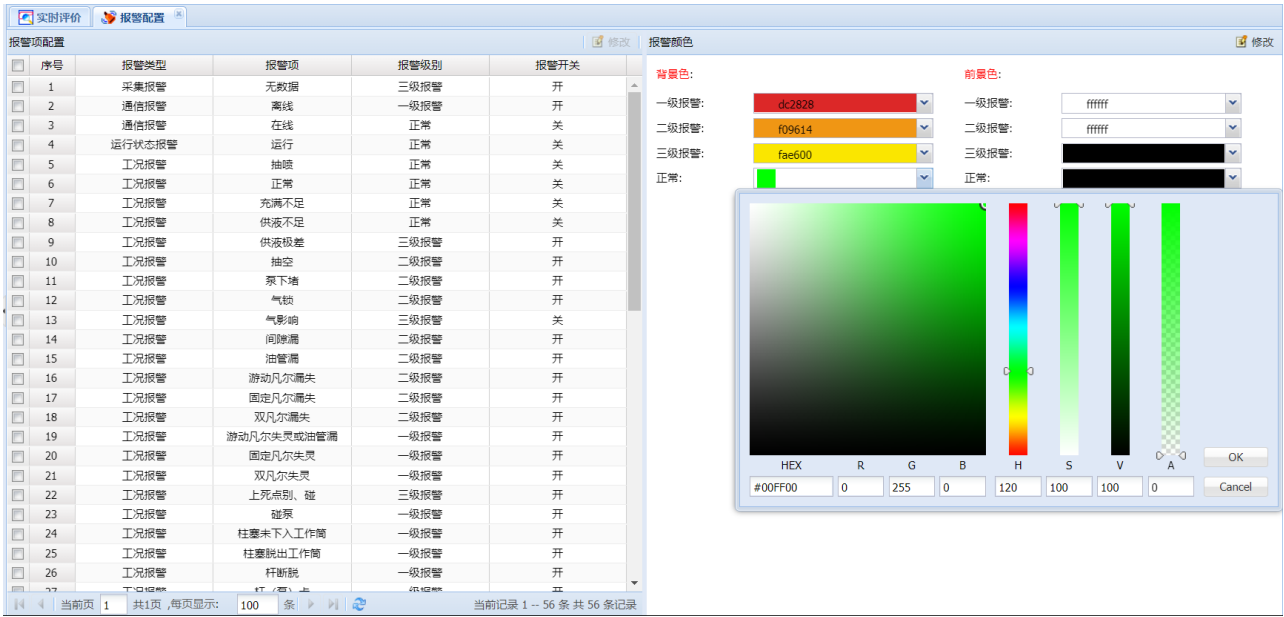 实时评价 报警配置
报警项配置 修改
序号 报警类型 报警项 报警级别 报警开关
1 采集报警 无数据 三级报警 开
2 通信报警 离线 一级报警 开
3 通信报警 在线 正常 关
4 运行状态报警 运行 正常 关
5 工况报警 抽喷 正常 关
6 工况报警 正常 正常 关
7 工况报警 充满不足 正常 关
8 工况报警 供液不足 正常 关
9 工况报警 供液极差 三级报警 开
10 工况报警 抽空 二级报警 开
11 工况报警 泵下堵 二级报警 开
12 工况报警 气锁 二级报警 开
13 工况报警 气影响 三级报警 关
14 工况报警 间隙漏 二级报警 开
15 工况报警 油管漏 二级报警 开
16 工况报警 游动凡尔漏失 二级报警 开
17 工况报警 固定凡尔漏失 二级报警 开
18 工况报警 双凡尔漏失 二级报警 开
19 工况报警 游动凡尔失灵或油管漏 一级报警 开
20 工况报警 固定凡尔失灵 一级报警 开
21 工况报警 双凡尔失灵 一级报警 开
22 工况报警 上死点别、碰 三级报警 开
23 工况报警 碰泵 一级报警 开
24 工况报警 柱塞未下入工作筒 一级报警 开
25 工况报警 柱塞脱出工作筒 一级报警 开
26 工况报警 杆断脱 一级报警 开
27 工况报警 杆（泵）卡 一级报警 开
当前页 1 共1页 ,每页显示: 100 条 当前记录 1 -- 56 条 共 56 条记录
报警颜色 修改
背景色: 前景色:
一级报警: dc2828 一级报警: ffffff
二级报警: f09614 二级报警: ffffff
三级报警: fae600 三级报警:
正常: 正常:
HEX R G B H S V A OK
#00FF00 0 255 0 120 100 100 0 Cancel